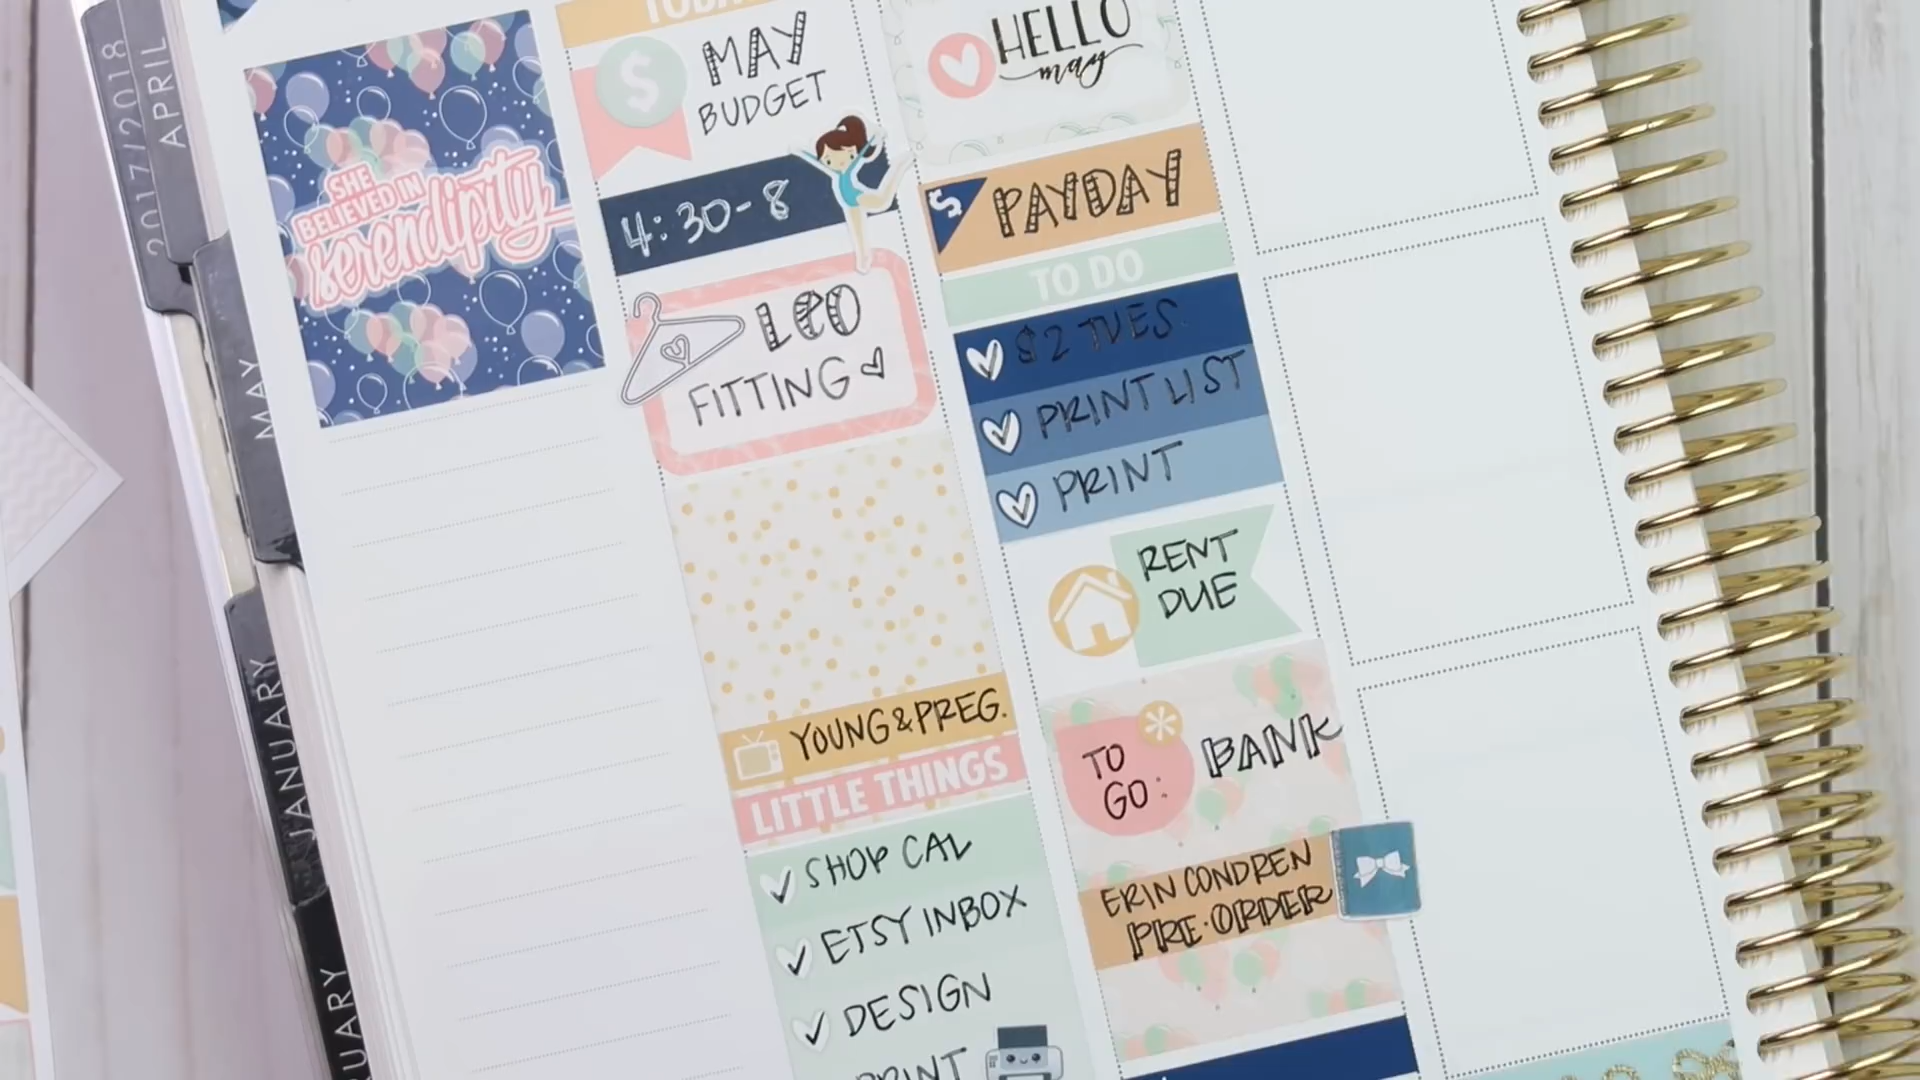 2017/2018
APRIL
MAY
JANUARY
SHE
BELIEVED IN
serendipity
MAY
BUDGET
$
4:30-8
LEO
FITTING
YOUNG & PREG.
LITTLE THINGS
SHOP CAL
ETSY INBOX
DESIGN
PRINT
HELLO
may
$
PAYDAY
TO DO
$2 TUES
PRINT LIST
PRINT
RENT
DUE
TO
GO:
BANK
ERIN CONDREN
PRE-ORDER